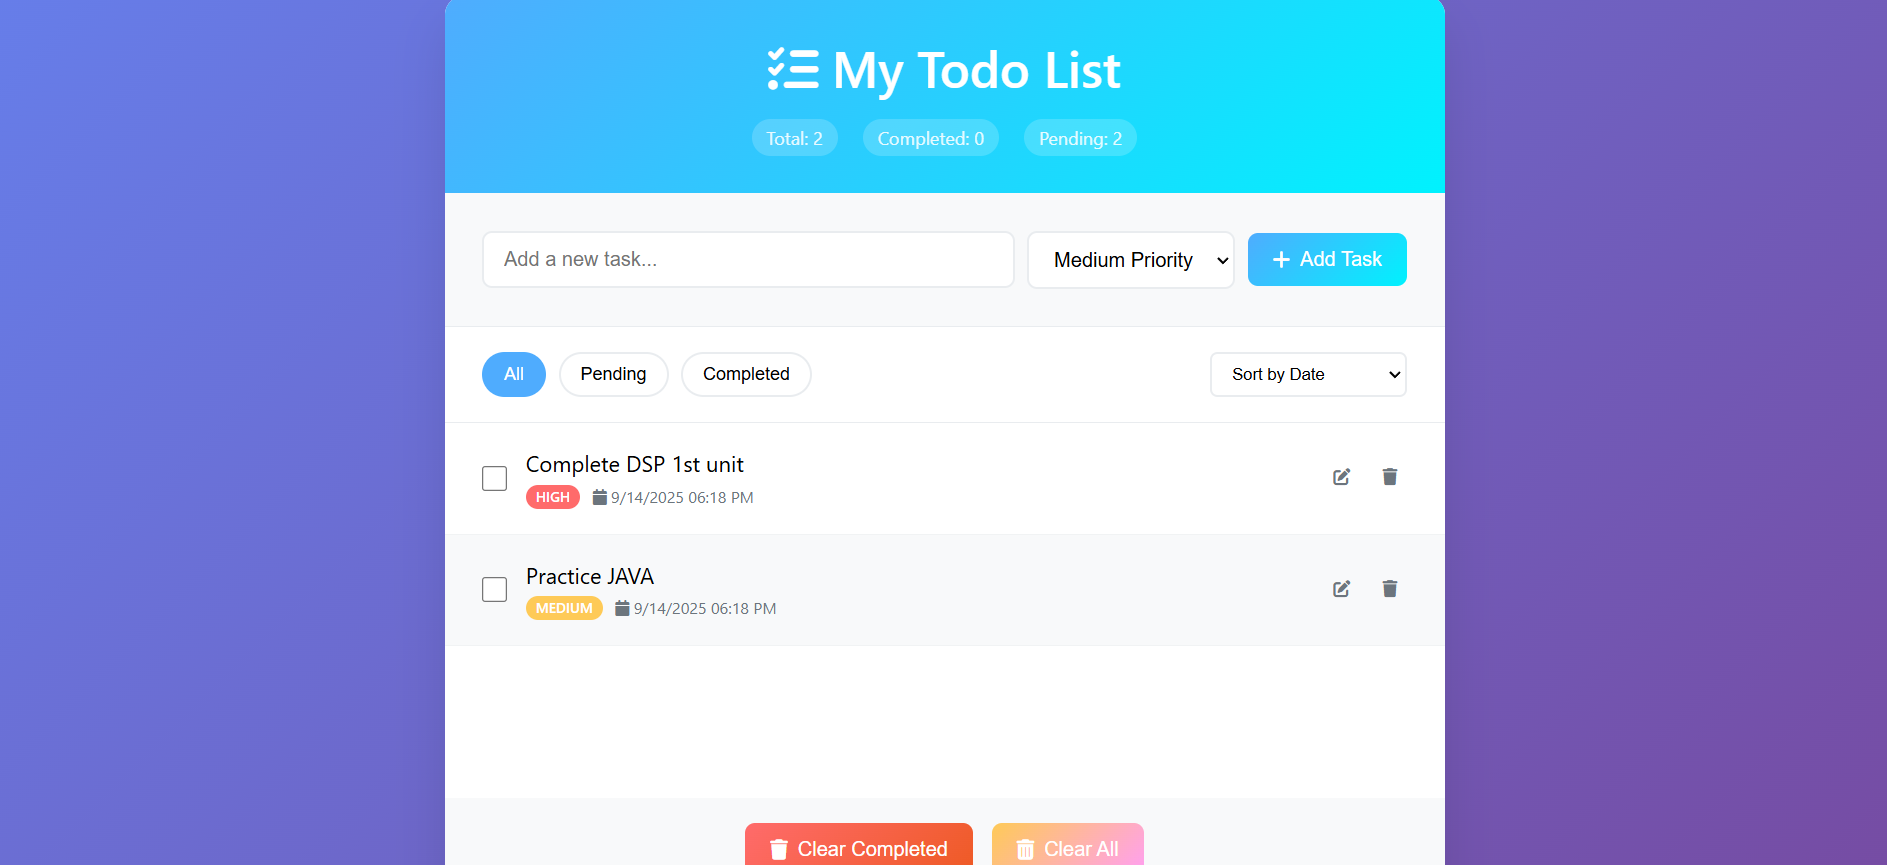 My Todo List
Total: 2 Completed: 0 Pending: 2
Add a new task... Medium Priority Add Task
All Pending Completed Sort by Date
Complete DSP 1st unit
HIGH 9/14/2025 06:18 PM
Practice JAVA
MEDIUM 9/14/2025 06:18 PM
Clear Completed Clear All